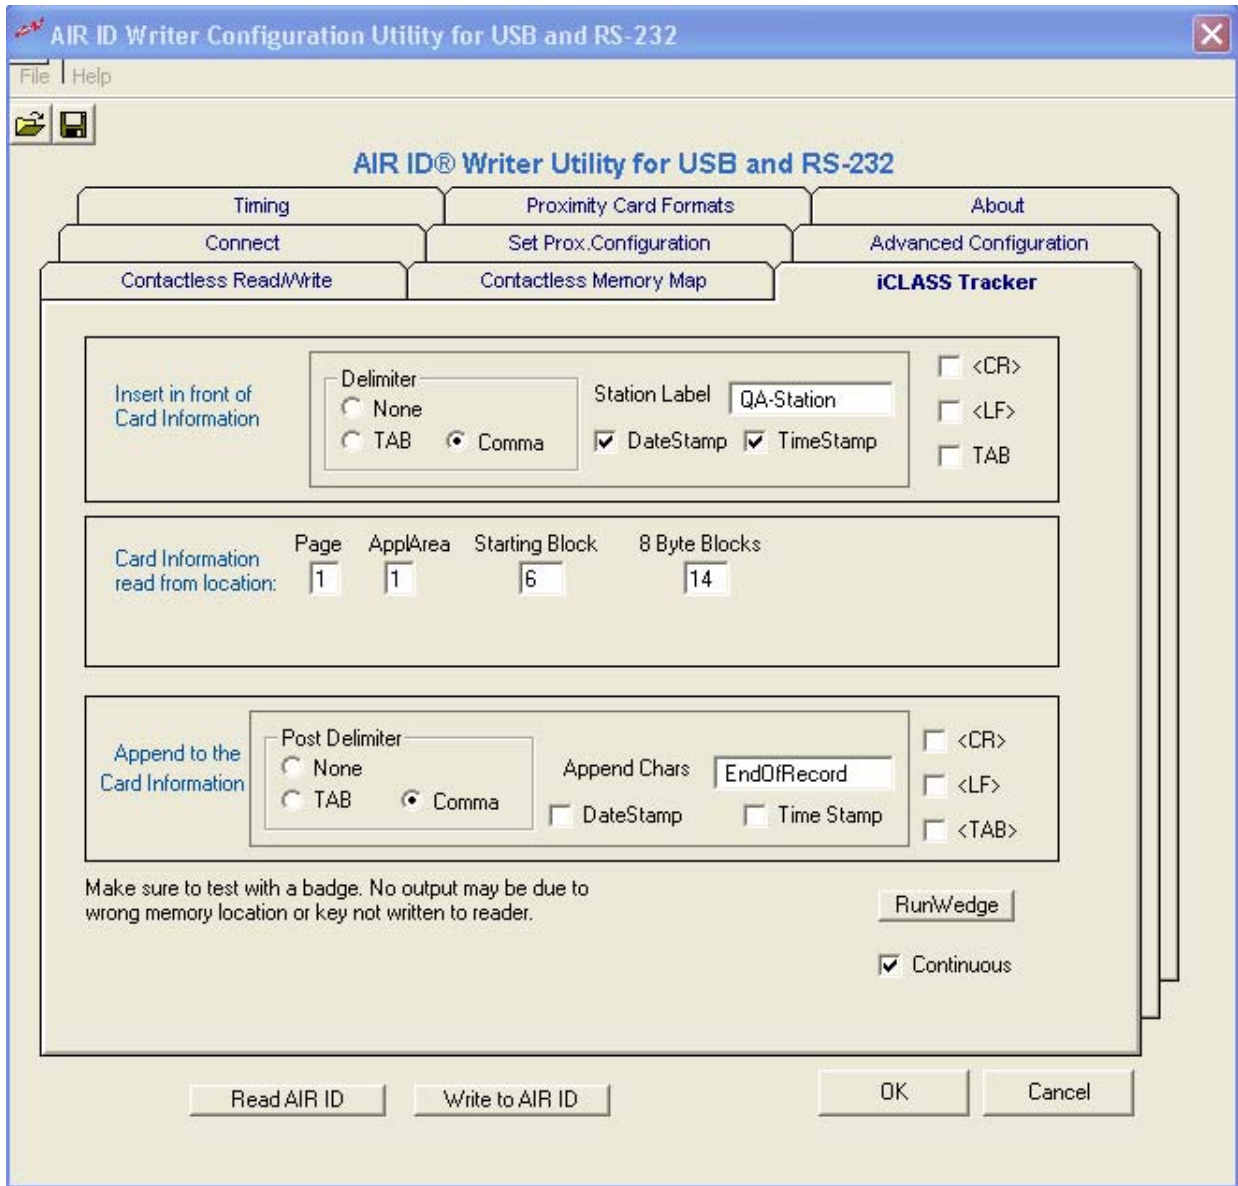 AIR ID Writer Configuration Utility for USB and RS-232
File Help
AIR ID® Writer Utility for USB and RS-232
Timing Proximity Card Formats About
Connect Set Prox.Configuration Advanced Configuration
Contactless Read/Write Contactless Memory Map iCLASS Tracker
Insert in front of
Card Information
Delimiter
None
TAB Comma
Station Label QA-Station
DateStamp TimeStamp
<CR>
<LF>
TAB
Card Information
read from location:
Page ApplArea Starting Block 8 Byte Blocks
1 1 6 14
Append to the
Card Information
Post Delimiter
None
TAB Comma
Append Chars EndOfRecord
DateStamp Time Stamp
<CR>
<LF>
<TAB>
Make sure to test with a badge. No output may be due to
wrong memory location or key not written to reader.
RunWedge
Continuous
Read AIR ID Write to AIR ID OK Cancel